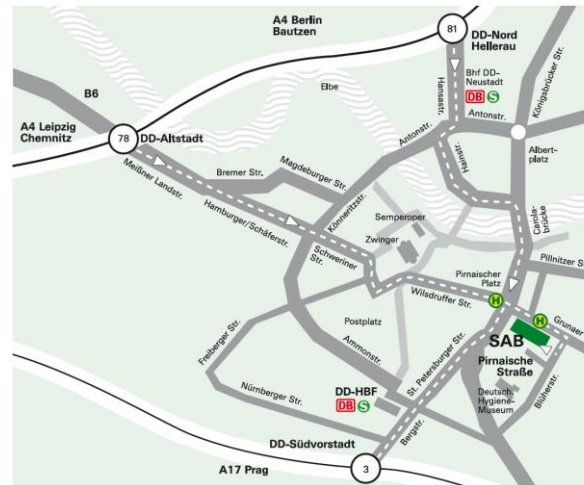 A4 Berlin
Bautzen
81
DD-Nord
Hellerau
B6
Elbe
Hansastr.
Bhf DD-
Neustadt
DB S
Königsbrücker Str.
A4 Leipzig
Chemnitz
78
DD-Altstadt
Antonstr.
Antonstr.
Albert-
platz
Meißner Landstr.
Bremer Str.
Magdeburger Str.
Hainstr.
Hamburger/Schäferstr.
Könneritzstr.
Semperoper
Zwinger
Carola-
brücke
Schweriner
Str.
Pillnitzer S
Pirnaischer
Platz
Wilsdruffer Str.
H
H
Grunaer
Postplatz
SAB
Pirnaische
Straße
Freiberger Str.
Ammonstr.
St. Petersburger Str.
Nürnberger Str.
DD-HBF
DB S
Deutsch.
Hygiene-
Museum
Blüherstr.
Bergstr.
DD-Südvorstadt
A17 Prag
3